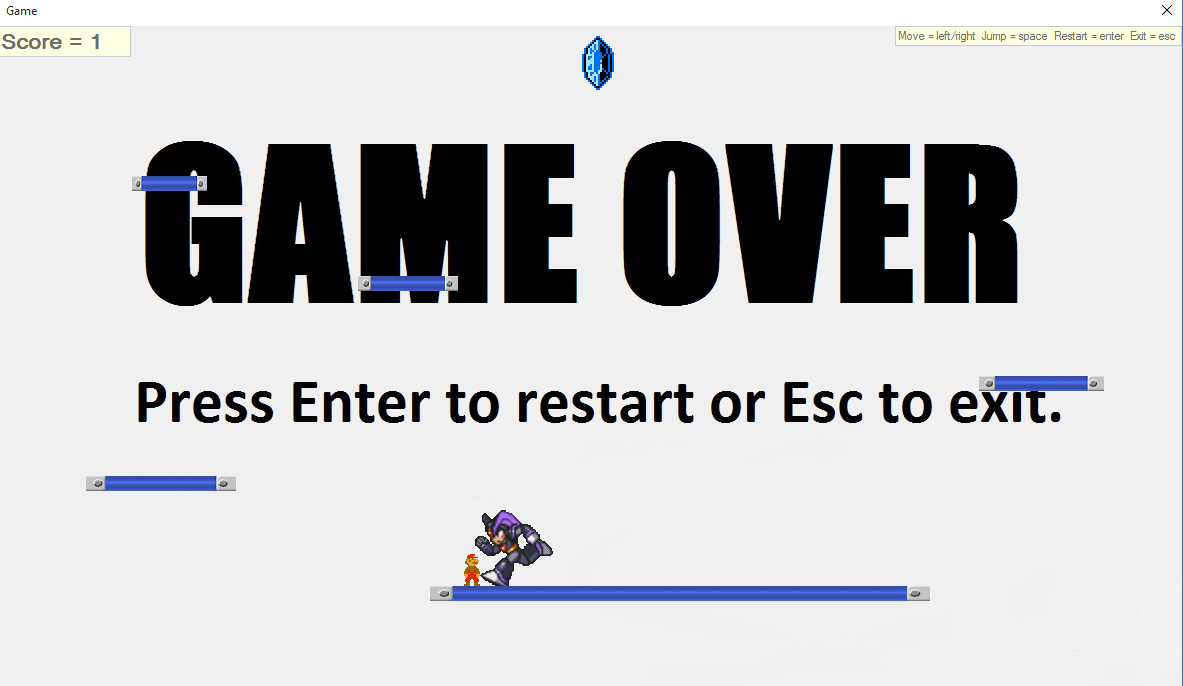 Game
Score = 1
Move = left/right Jump = space Restart = enter Exit = esc
GAME OVER
Press Enter to restart or Esc to exit.